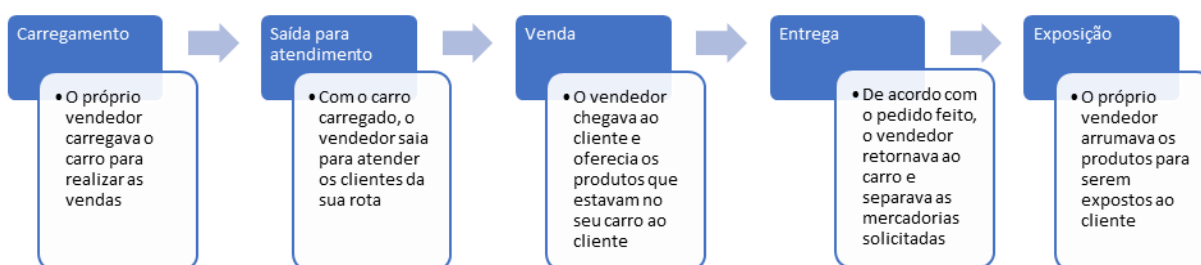 Carregamento
• O próprio
vendedor
carregava o
carro para
realizar as
vendas
Saída para
atendimento
• Com o carro
carregado, o
vendedor saia
para atender
os clientes da
sua rota
Venda
• O vendedor
chegava ao
cliente e
oferecia os
produtos que
estavam no
seu carro ao
cliente
Entrega
• De acordo com
o pedido feito,
o vendedor
retornava ao
carro e
separava as
mercadorias
solicitadas
Exposição
• O próprio
vendedor
arrumava os
produtos para
serem
expostos ao
cliente